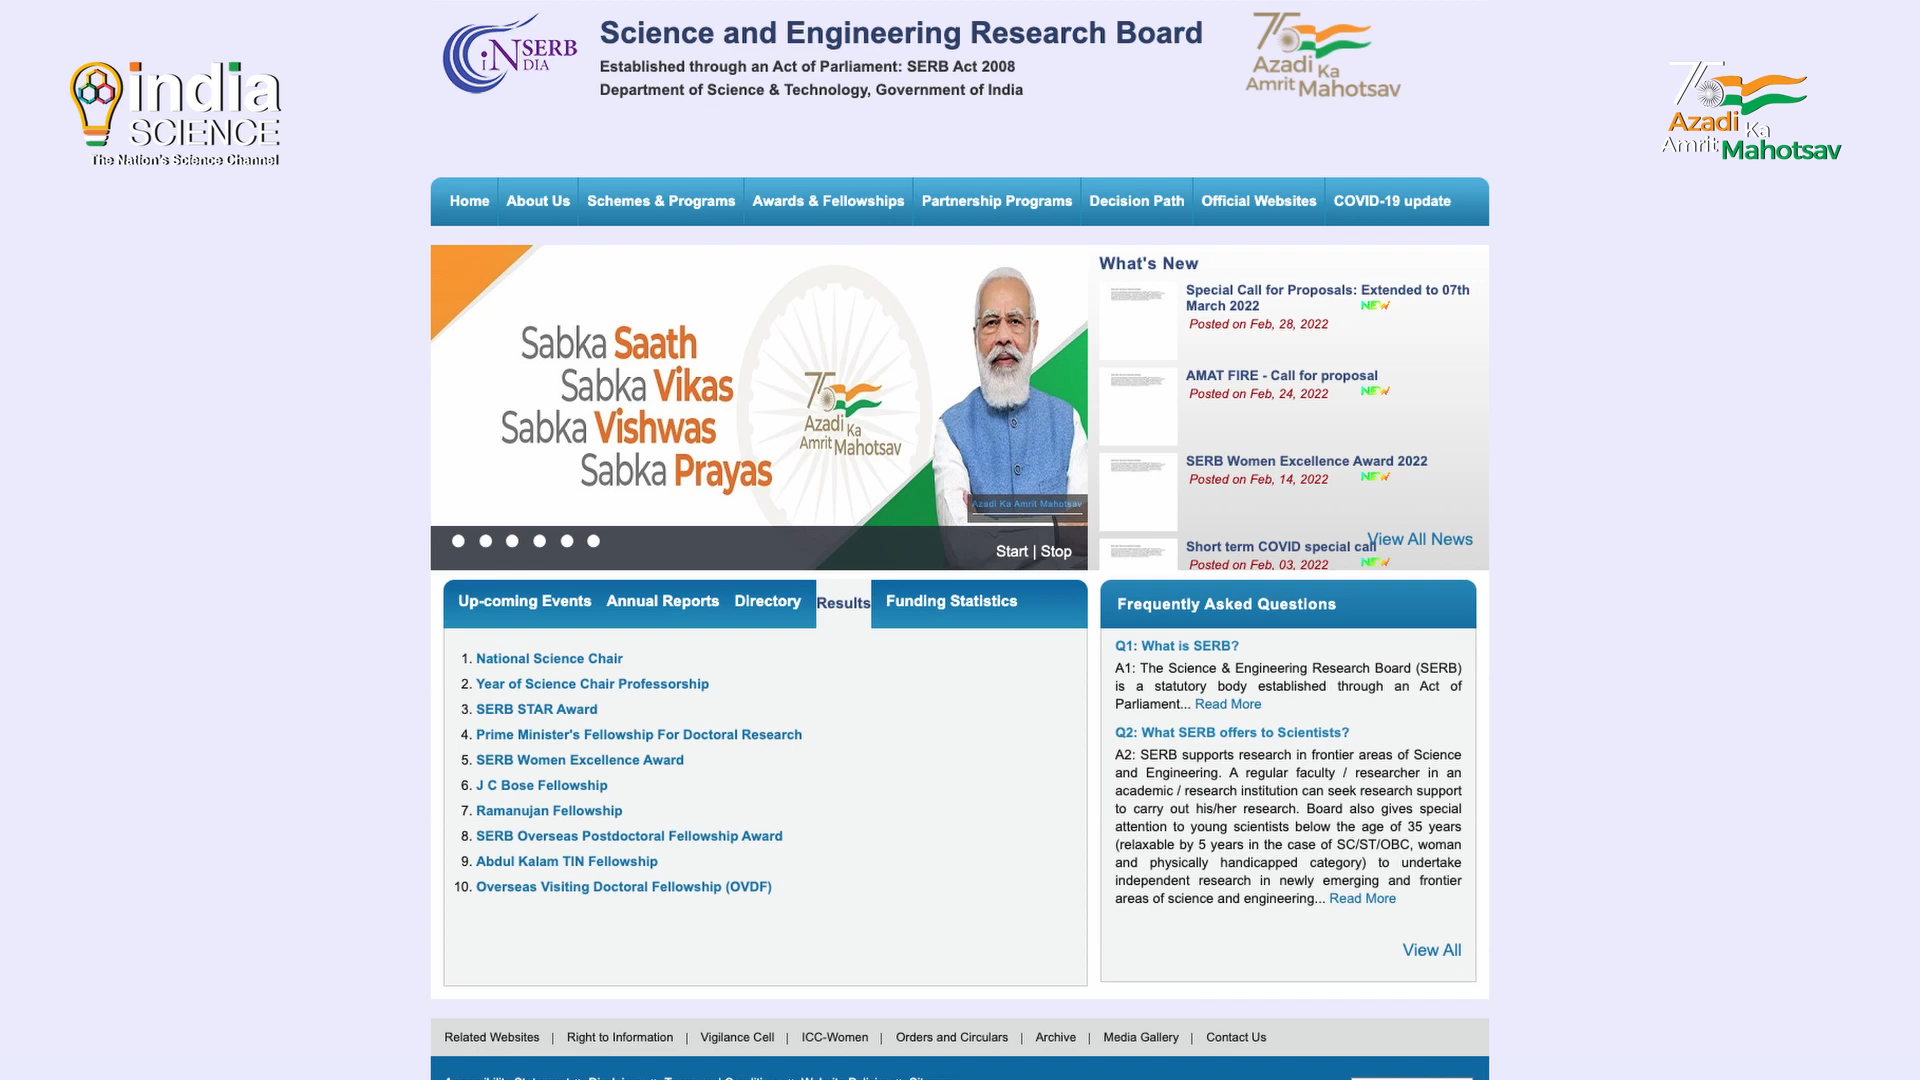 india
SCIENCE
The Nation's Science Channel
iNSERB
DIA
Science and Engineering Research Board
Established through an Act of Parliament: SERB Act 2008
Department of Science & Technology, Government of India
75
Azadi Ka
Amrit Mahotsav
75
Azadi Ka
Amrit Mahotsav
Home About Us Schemes & Programs Awards & Fellowships Partnership Programs Decision Path Official Websites COVID-19 update
Sabka Saath
Sabka Vikas
Sabka Vishwas
Sabka Prayas
75
Azadi Ka
Amrit Mahotsav
Azadi Ka Amrit Mahotsav
Start | Stop
What's New
Special Call for Proposals: Extended to 07th
March 2022 NEW
Posted on Feb, 28, 2022
AMAT FIRE - Call for proposal
Posted on Feb, 24, 2022 NEW
SERB Women Excellence Award 2022
Posted on Feb, 14, 2022 NEW
Short term COVID special call
View All News
Posted on Feb, 03, 2022 NEW
Up-coming Events Annual Reports Directory Results Funding Statistics
1. National Science Chair
2. Year of Science Chair Professorship
3. SERB STAR Award
4. Prime Minister's Fellowship For Doctoral Research
5. SERB Women Excellence Award
6. J C Bose Fellowship
7. Ramanujan Fellowship
8. SERB Overseas Postdoctoral Fellowship Award
9. Abdul Kalam TIN Fellowship
10. Overseas Visiting Doctoral Fellowship (OVDF)
Frequently Asked Questions
Q1: What is SERB?
A1: The Science & Engineering Research Board (SERB)
is a statutory body established through an Act of
Parliament... Read More
Q2: What SERB offers to Scientists?
A2: SERB supports research in frontier areas of Science
and Engineering. A regular faculty / researcher in an
academic / research institution can seek research support
to carry out his/her research. Board also gives special
attention to young scientists below the age of 35 years
(relaxable by 5 years in the case of SC/ST/OBC, woman
and physically handicapped category) to undertake
independent research in newly emerging and frontier
areas of science and engineering... Read More
View All
Related Websites | Right to Information | Vigilance Cell | ICC-Women | Orders and Circulars | Archive | Media Gallery | Contact Us